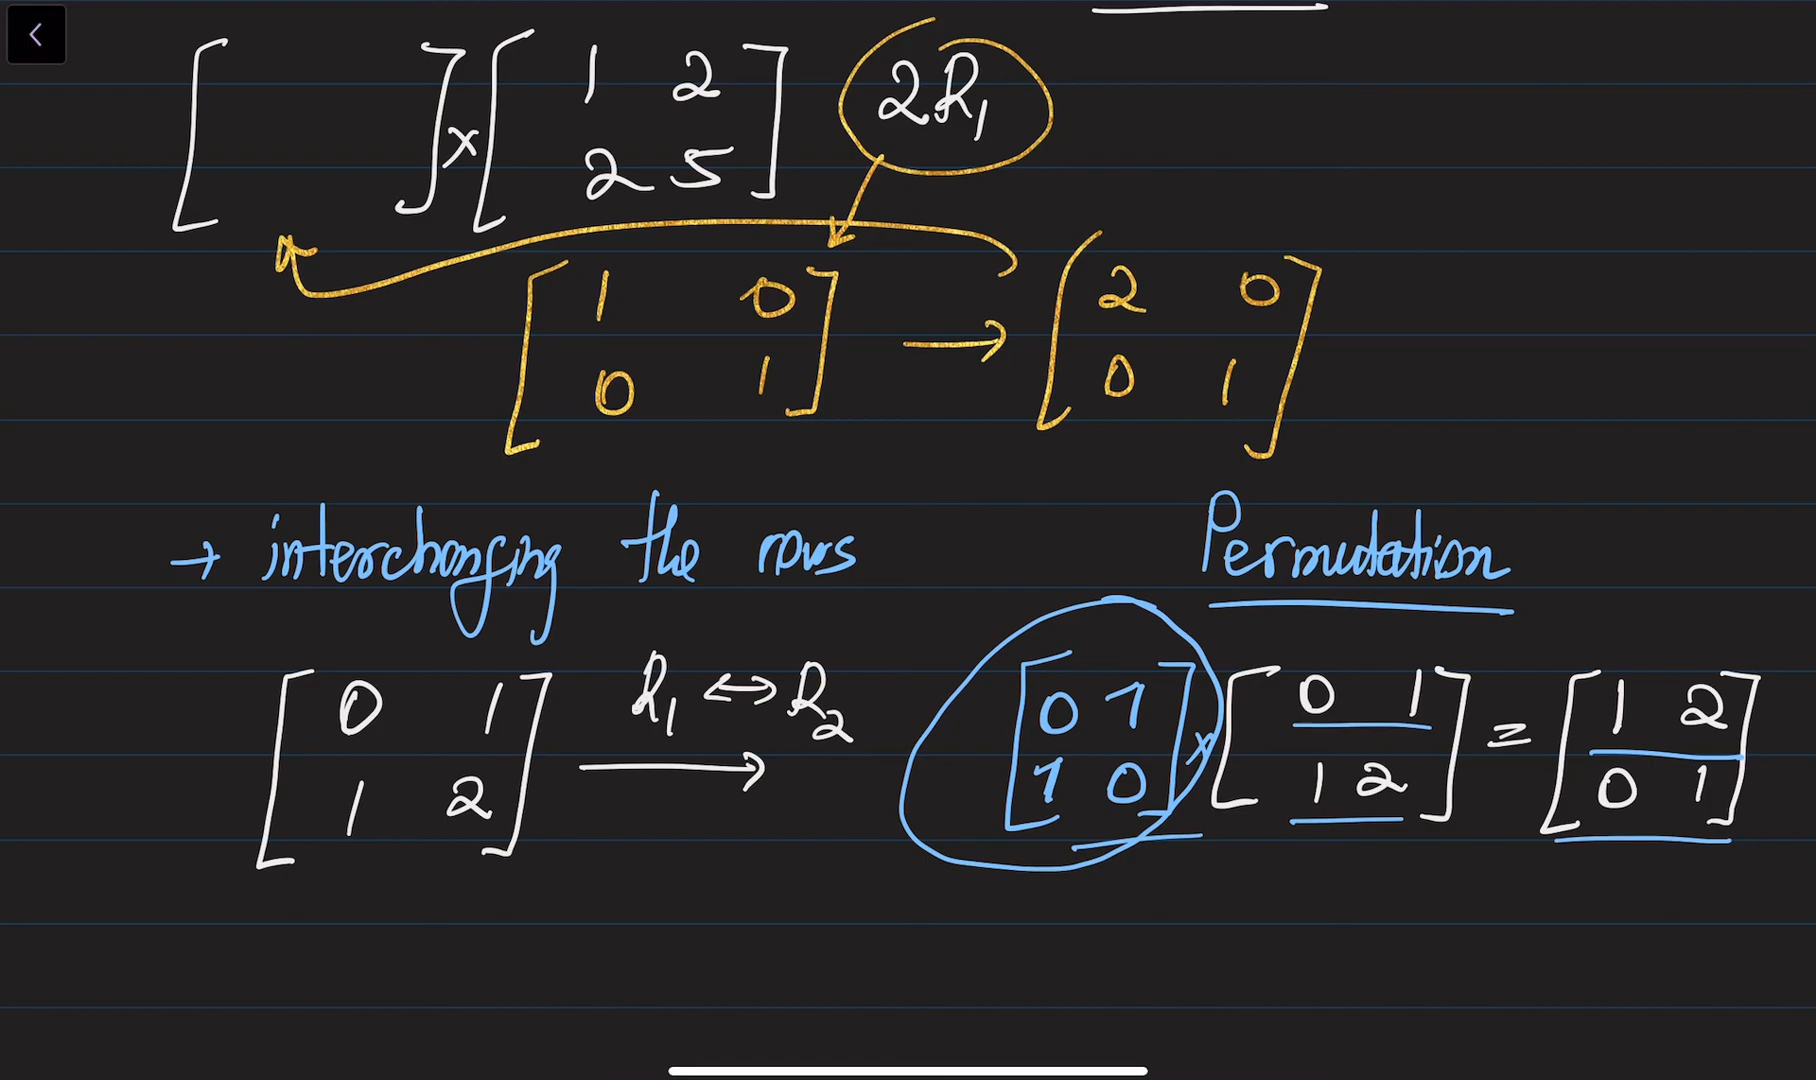 [ ] × [ 1 2 ] 2R₁
[ 2 5 ]
[ 1 0 ] → [ 2 0 ]
[ 0 1 ] [ 0 1 ]
→ interchanging the rows Permutation
[ 0 1 ] R₁ ↔ R₂ [ 0 1 ] × [ 0 1 ] = [ 1 2 ]
[ 1 2 ] ⟶ [ 1 0 ] [ 1 2 ] [ 0 1 ]